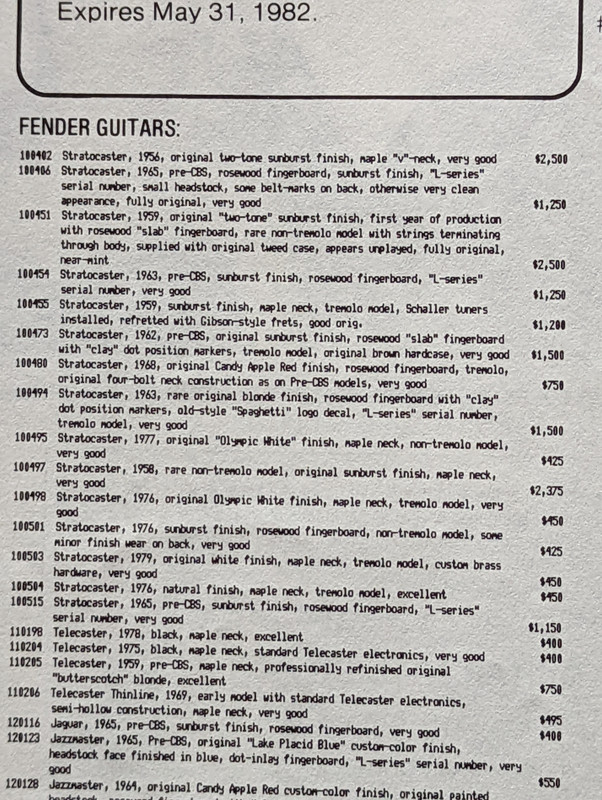 Expires May 31, 1982.
FENDER GUITARS:
100402 Stratocaster, 1956, original two-tone sunburst finish, maple "v"-neck, very good $2,500
100406 Stratocaster, 1965, pre-CBS, rosewood fingerboard, sunburst finish, "L-series"
serial number, small headstock, some belt-marks on back, otherwise very clean
appearance, fully original, very good $1,250
100451 Stratocaster, 1959, original "two-tone" sunburst finish, first year of production
with rosewood "slab" fingerboard, rare non-tremolo model with strings terminating
through body, supplied with original tweed case, appears unplayed, fully original,
near-mint $2,500
100454 Stratocaster, 1963, pre-CBS, sunburst finish, rosewood fingerboard, "L-series"
serial number, very good $1,250
100455 Stratocaster, 1959, sunburst finish, maple neck, tremolo model, Schaller tuners
installed, refretted with Gibson-style frets, good orig. $1,200
100473 Stratocaster, 1962, pre-CBS, original sunburst finish, rosewood "slab" fingerboard
with "clay" dot position markers, tremolo model, original brown hardcase, very good $1,500
100480 Stratocaster, 1968, original Candy Apple Red finish, rosewood fingerboard, tremolo,
original four-bolt neck construction as on Pre-CBS models, very good $750
100494 Stratocaster, 1963, rare original blonde finish, rosewood fingerboard with "clay"
dot position markers, old-style "Spaghetti" logo decal, "L-series" serial number,
tremolo model, very good $1,500
100495 Stratocaster, 1977, original "Olympic White" finish, maple neck, non-tremolo model,
very good $425
100497 Stratocaster, 1958, rare non-tremolo model, original sunburst finish, maple neck,
very good $2,375
100498 Stratocaster, 1976, original Olympic White finish, maple neck, tremolo model, very
good $450
100501 Stratocaster, 1976, sunburst finish, rosewood fingerboard, non-tremolo model, some
minor finish wear on back, very good $425
100503 Stratocaster, 1979, original white finish, maple neck, tremolo model, custom brass
hardware, very good $450
100504 Stratocaster, 1976, natural finish, maple neck, tremolo model, excellent $450
100515 Stratocaster, 1965, pre-CBS, sunburst finish, rosewood fingerboard, "L-series"
serial number, very good $1,150
110198 Telecaster, 1978, black, maple neck, excellent $400
110204 Telecaster, 1975, black, maple neck, standard Telecaster electronics, very good $400
110205 Telecaster, 1959, pre-CBS, maple neck, professionally refinished original
"butterscotch" blonde, excellent $750
110206 Telecaster Thinline, 1969, early model with standard Telecaster electronics,
semi-hollow construction, maple neck, very good $495
120116 Jaguar, 1965, pre-CBS, sunburst finish, rosewood fingerboard, very good $400
120123 Jazzmaster, 1965, Pre-CBS, original "Lake Placid Blue" custom-color finish,
headstock face finished in blue, dot-inlay fingerboard, "L-series" serial number, very
good $550
120128 Jazzmaster, 1964, original Candy Apple Red custom-color finish, original painted